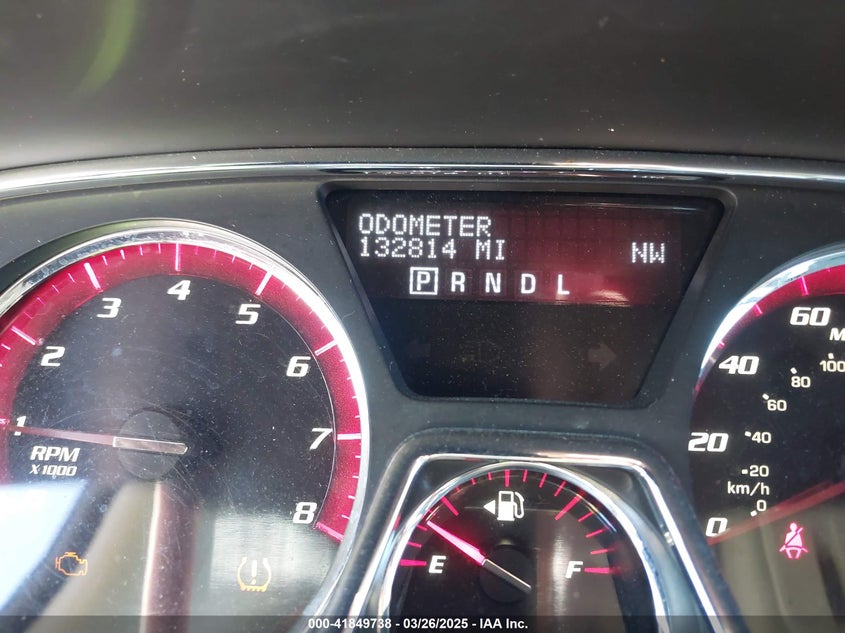 ODOMETER
132814 MI NW
P R N D L
1 2 3 4 5 6 7 8
RPM
X1000
E F
0 20 40 60
0 20 40 60 80 100
km/h
000-41849738 — 03/26/2025 — IAA Inc.